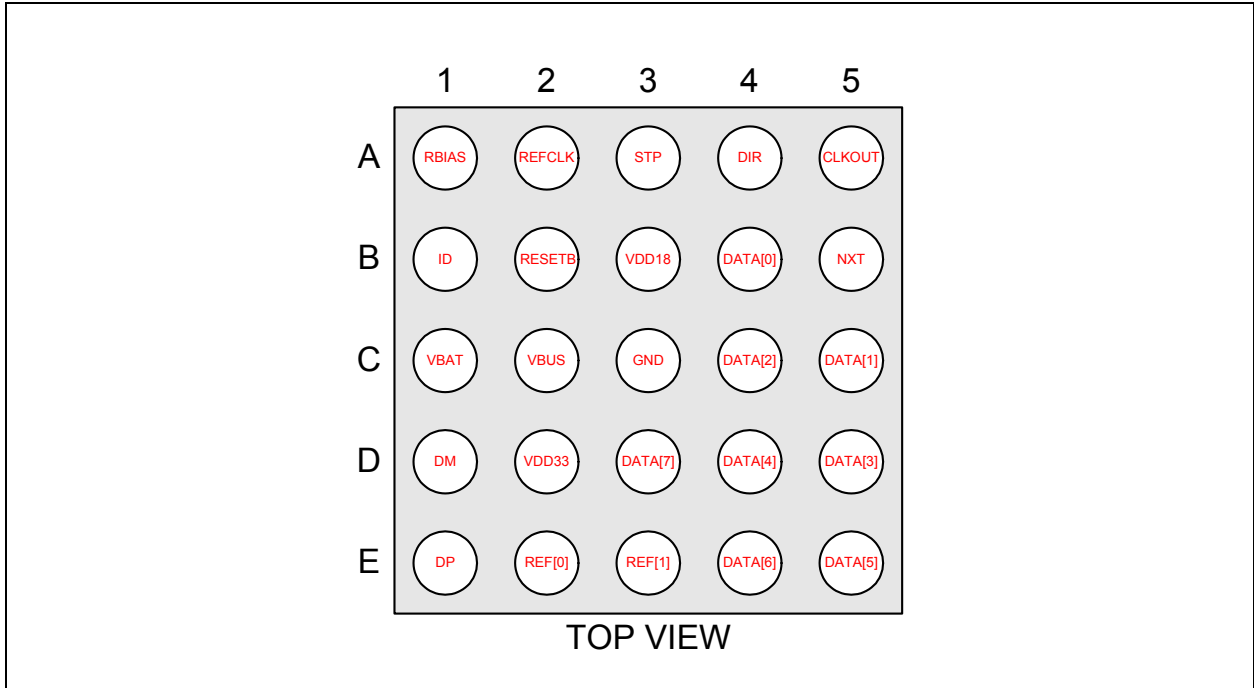 1 2 3 4 5
A RBIAS REFCLK STP DIR CLKOUT
B ID RESETB VDD18 DATA[0] NXT
C VBAT VBUS GND DATA[2] DATA[1]
D DM VDD33 DATA[7] DATA[4] DATA[3]
E DP REF[0] REF[1] DATA[6] DATA[5]
TOP VIEW